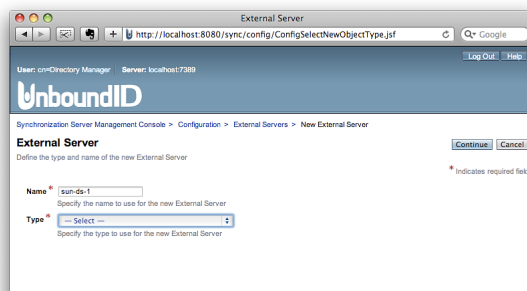 External Server
http://localhost:8080/sync/config/ConfigSelectNewObjectType.jsf
Google
Log Out Help
User: cn=Directory Manager Server: localhost:7389
UnboundID
Synchronization Server Management Console > Configuration > External Servers > New External Server
External Server
Continue Cancel
Define the type and name of the new External Server
* Indicates required fiel
Name * sun-ds-1
Specify the name to use for the new External Server
Type * — Select —
Specify the type to use for the new External Server